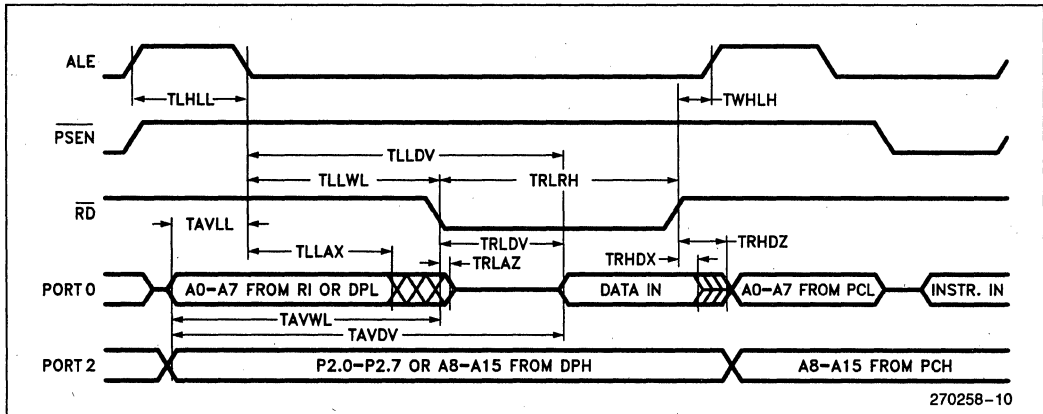 ALE
TLHLL
TWHLH
PSEN
TLLDV
TLLWL
TRLRH
RD
TAVLL
TLLAX
TRLDV
TRLAZ
TRHDX
TRHDZ
PORT 0
A0–A7 FROM RI OR DPL
DATA IN
A0–A7 FROM PCL
INSTR. IN
TAVWL
TAVDV
PORT 2
P2.0–P2.7 OR A8–A15 FROM DPH
A8–A15 FROM PCH
270258–10